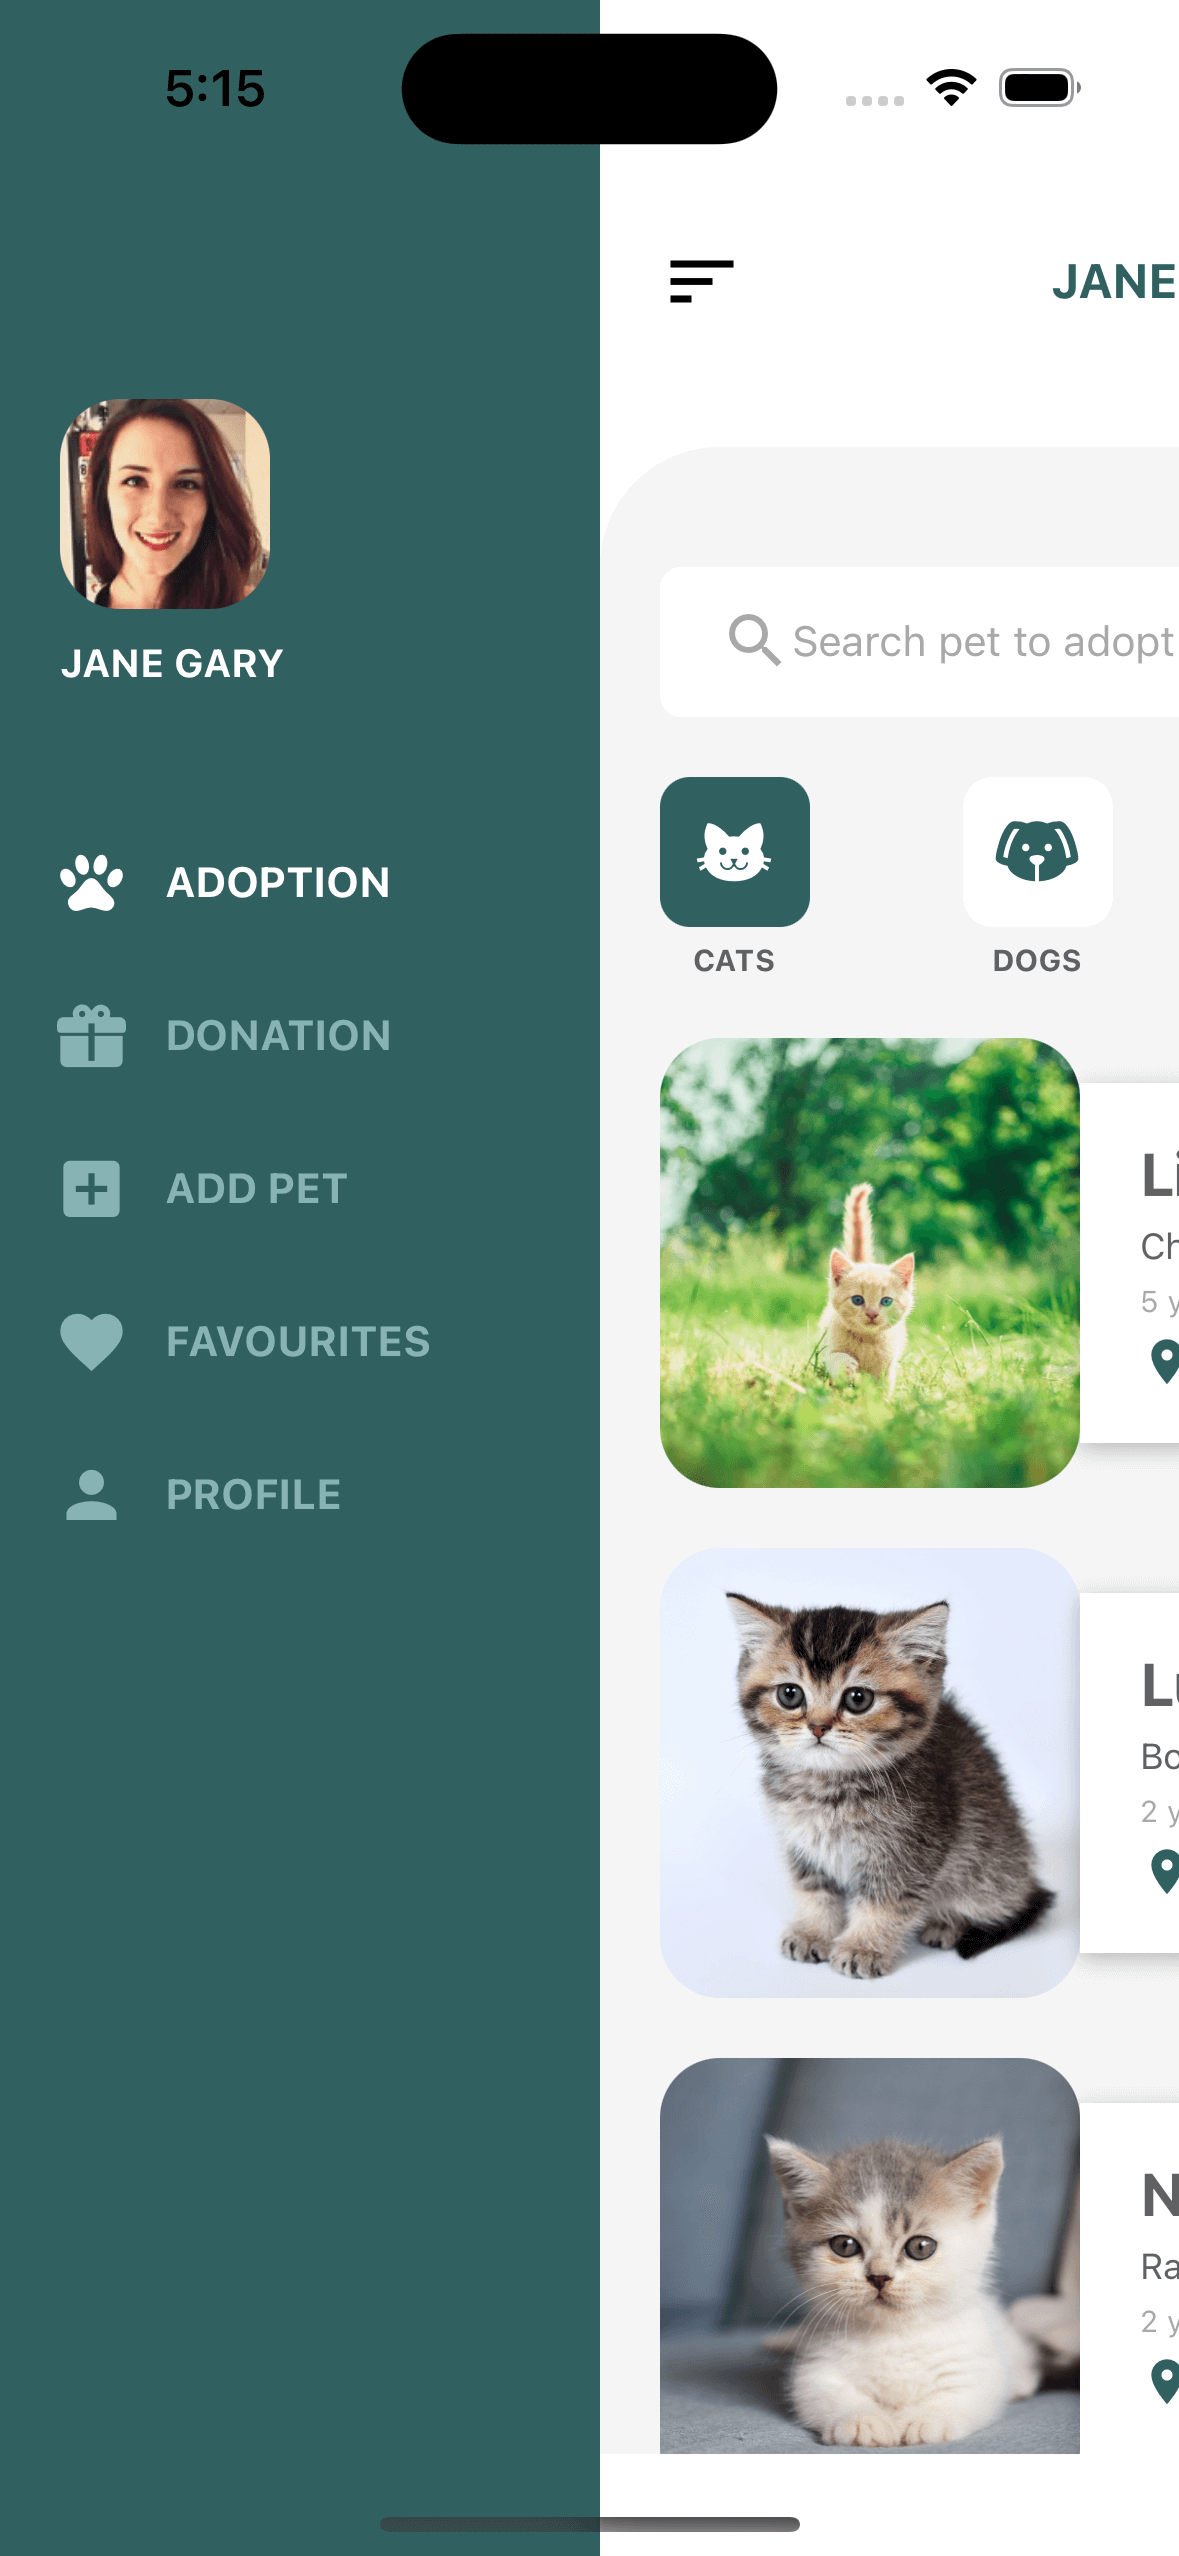 5:15
JANE
JANE GARY
Search pet to adopt
CATS
DOGS
ADOPTION
DONATION
ADD PET
FAVOURITES
PROFILE
Li
Ch
5 y
Lu
Bo
2 y
N
Ra
2 y